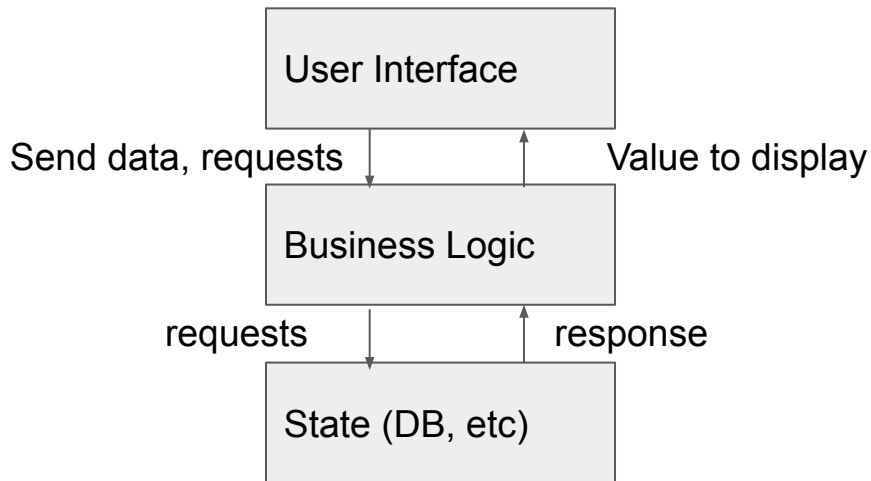 User Interface
Send data, requests
Value to display
Business Logic
requests
response
State (DB, etc)